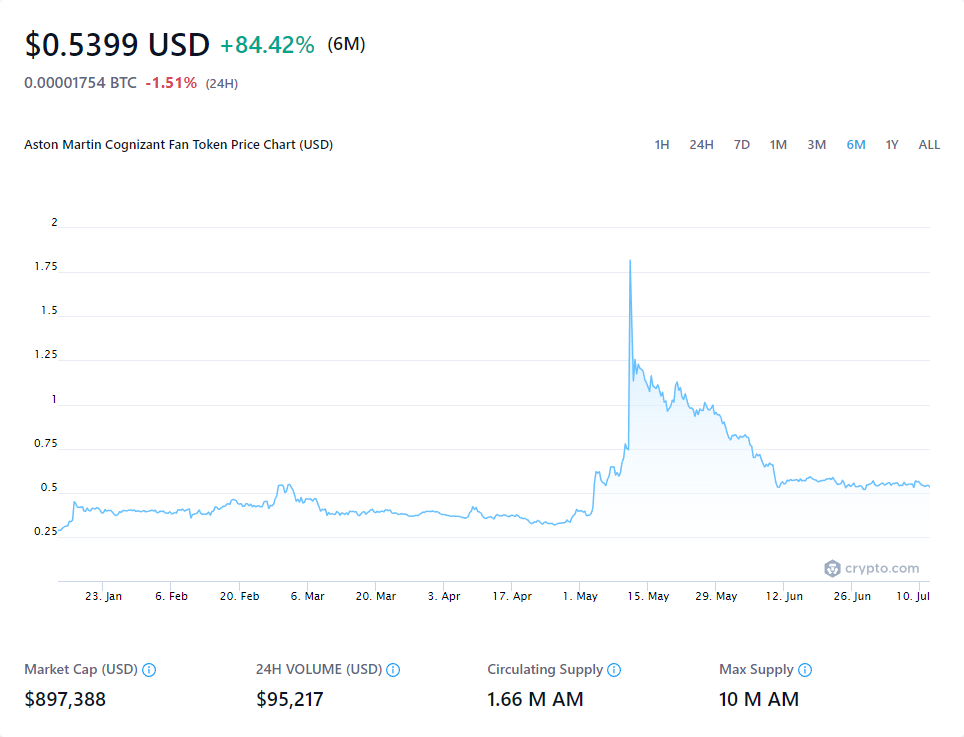 $0.5399 USD +84.42% (6M)
0.00001754 BTC -1.51% (24H)
Aston Martin Cognizant Fan Token Price Chart (USD) 1H 24H 7D 1M 3M 6M 1Y ALL
2
1.75
1.5
1.25
1
0.75
0.5
0.25
crypto.com
23. Jan 6. Feb 20. Feb 6. Mar 20. Mar 3. Apr 17. Apr 1. May 15. May 29. May 12. Jun 26. Jun 10. Jul
Market Cap (USD) 24H VOLUME (USD) Circulating Supply Max Supply
$897,388 $95,217 1.66 M AM 10 M AM